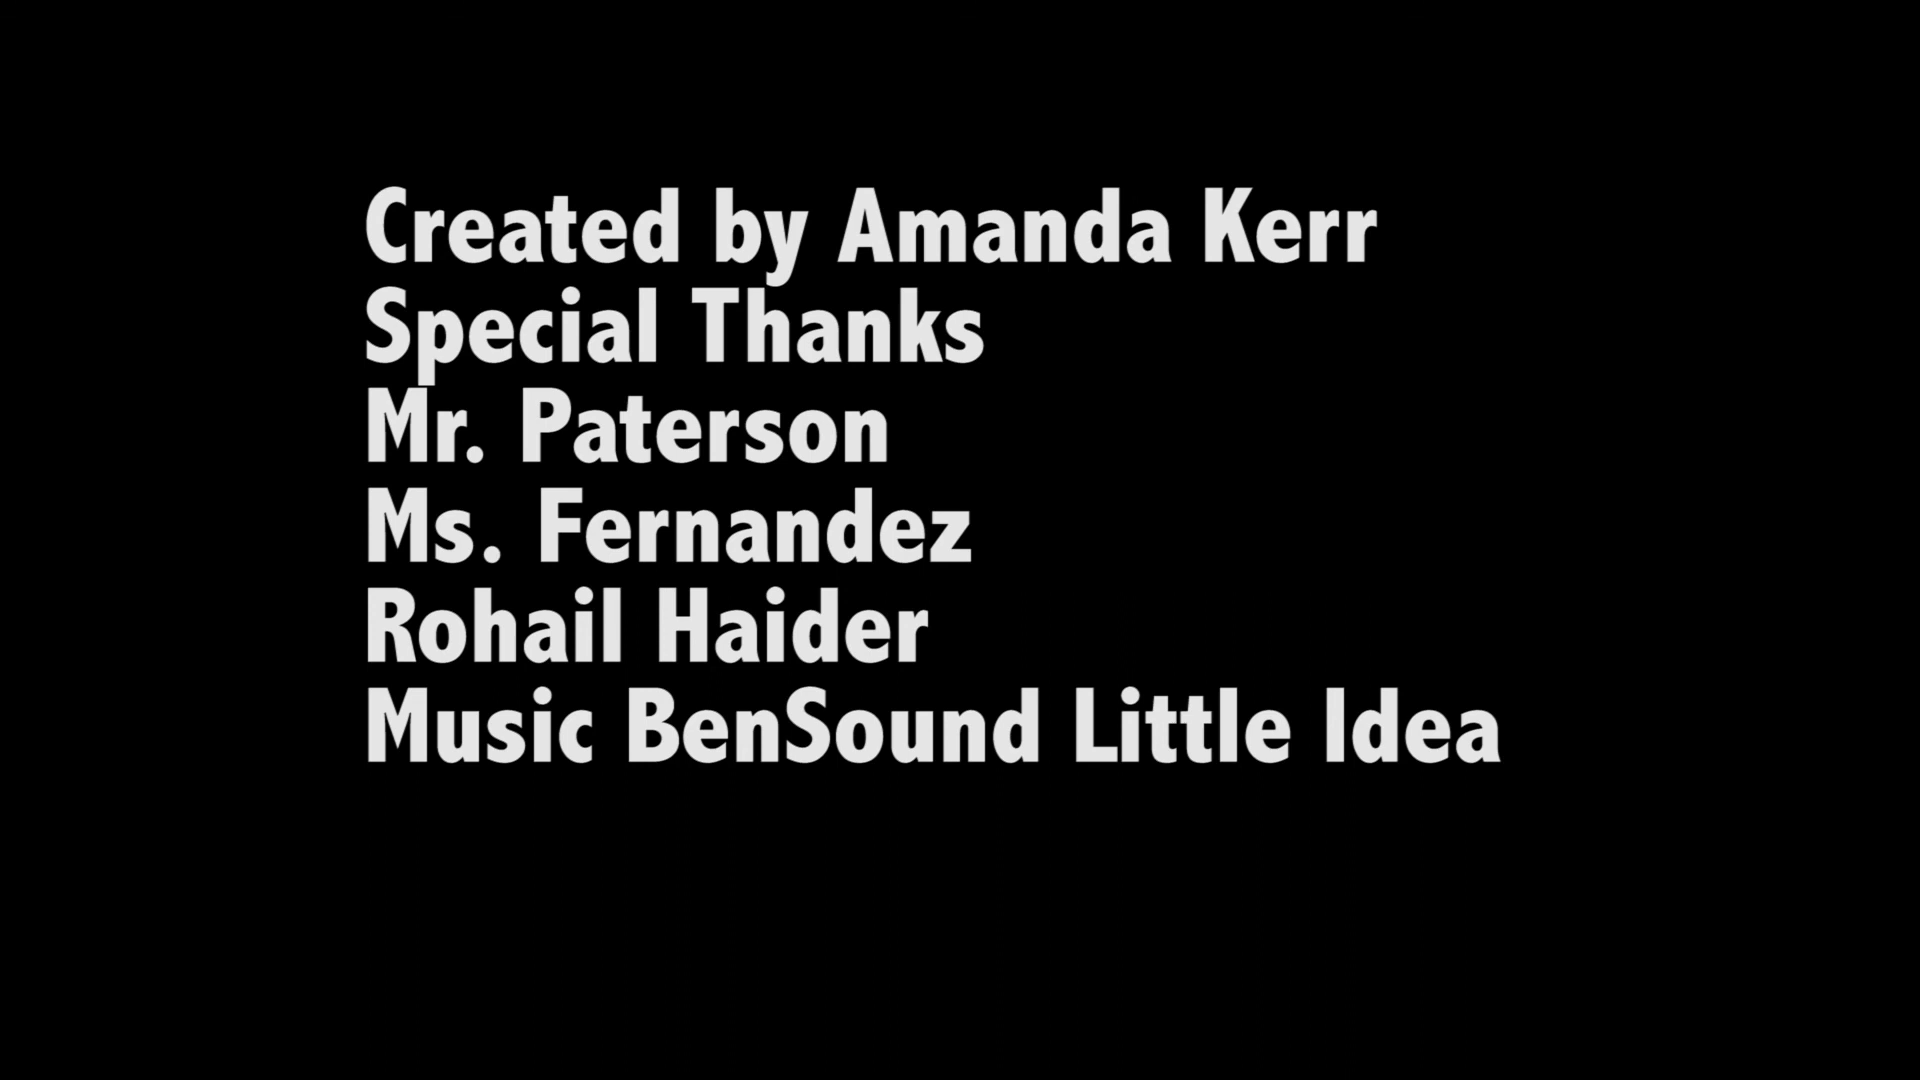 Created by Amanda Kerr
Special Thanks
Mr. Paterson
Ms. Fernandez
Rohail Haider
Music BenSound Little Idea